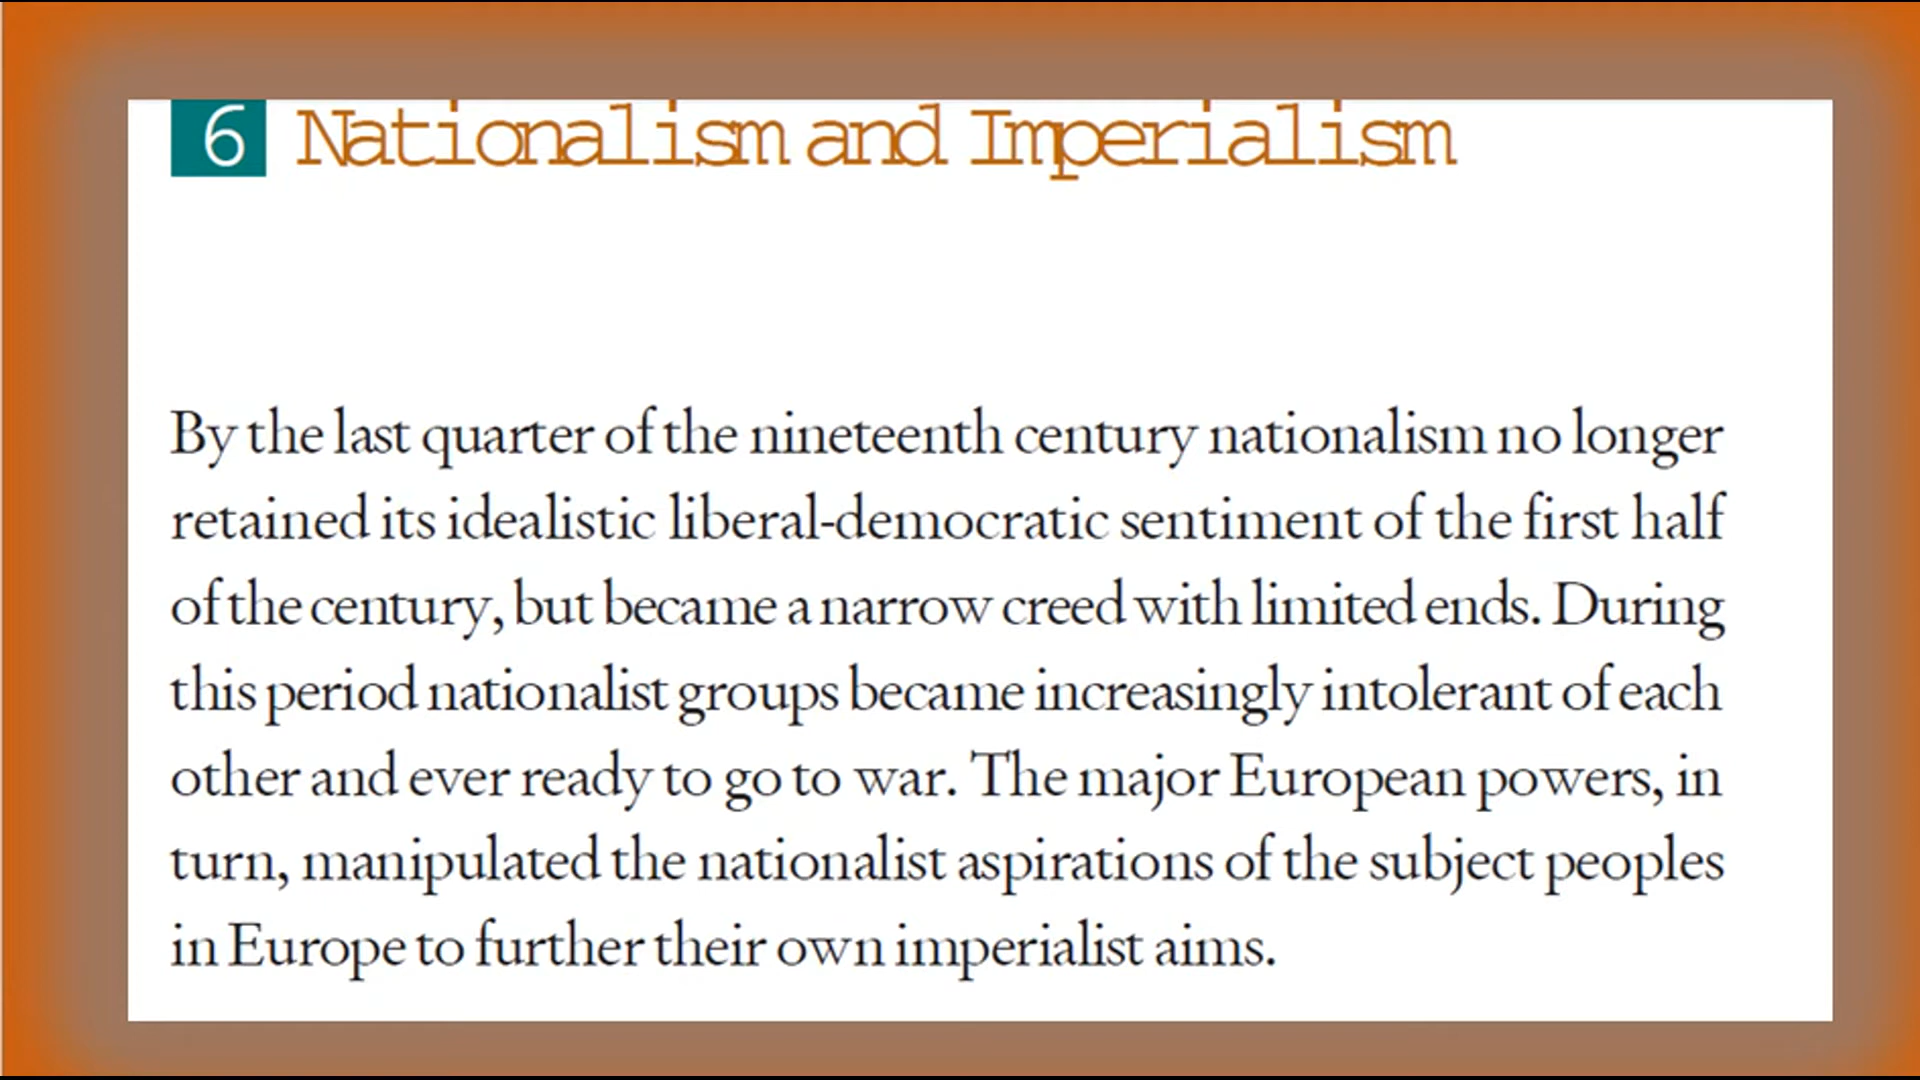 6 Nationalism and Imperialism
By the last quarter of the nineteenth century nationalism no longer
retained its idealistic liberal-democratic sentiment of the first half
of the century, but became a narrow creed with limited ends. During
this period nationalist groups became increasingly intolerant of each
other and ever ready to go to war. The major European powers, in
turn, manipulated the nationalist aspirations of the subject peoples
in Europe to further their own imperialist aims.